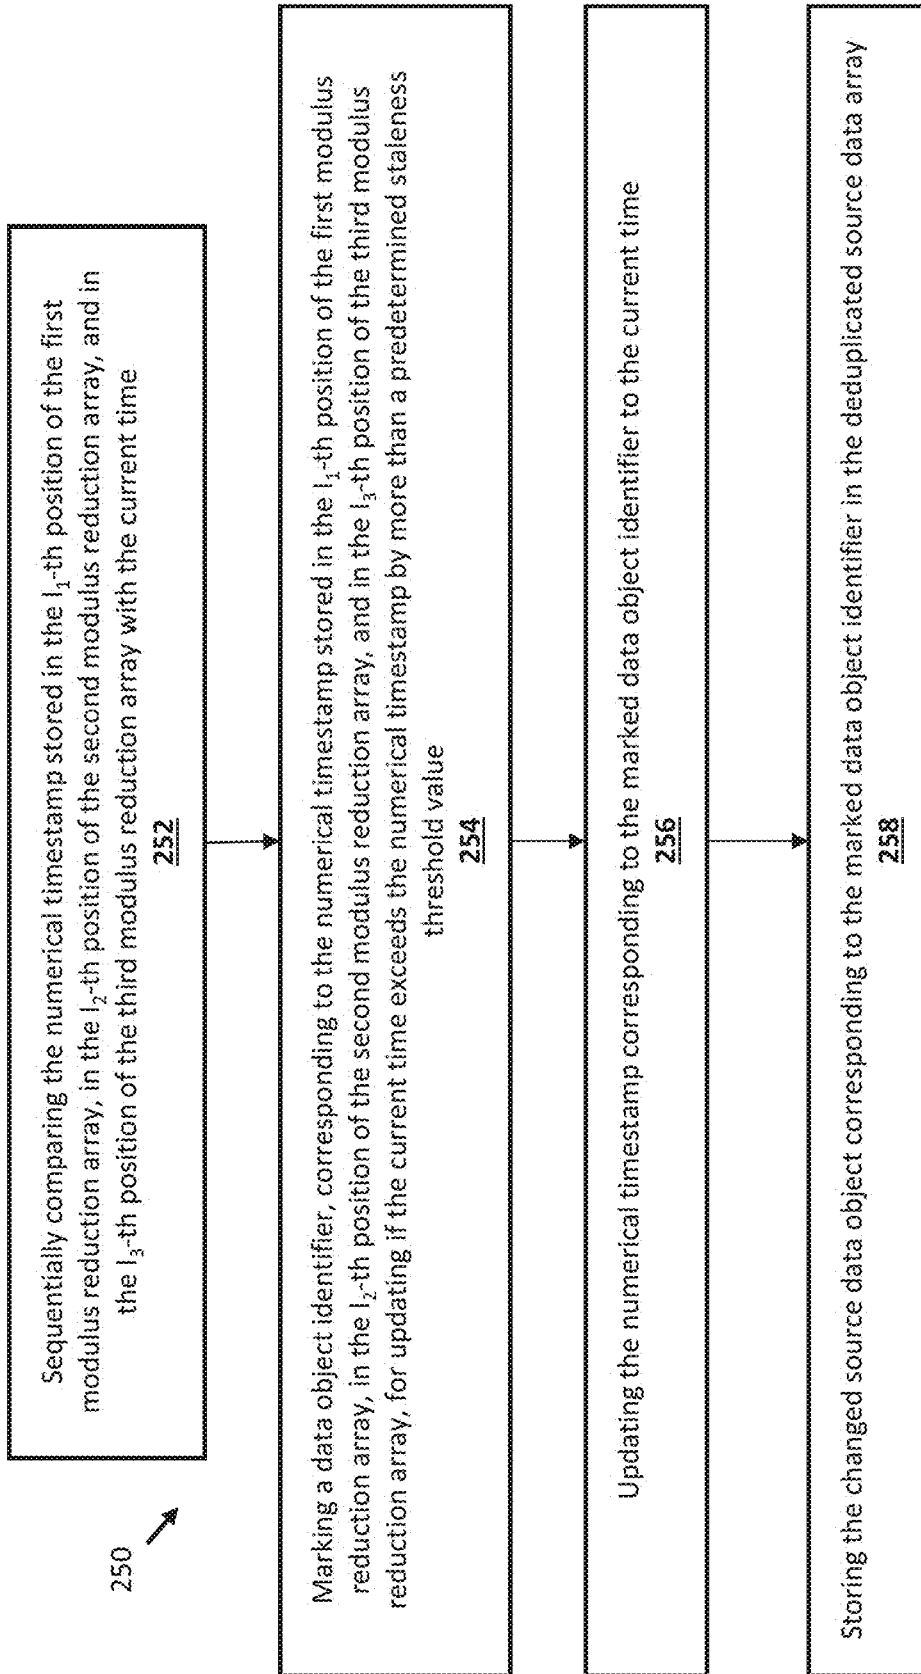 250
Sequentially comparing the numerical timestamp stored in the I₁-th position of the first
modulus reduction array, in the I₂-th position of the second modulus reduction array, and in
the I₃-th position of the third modulus reduction array with the current time
252
Marking a data object identifier, corresponding to the numerical timestamp stored in the I₁-th position of the first modulus
reduction array, in the I₂-th position of the second modulus reduction array, and in the I₃-th position of the third modulus
reduction array, for updating if the current time exceeds the numerical timestamp by more than a predetermined staleness
threshold value
254
Updating the numerical timestamp corresponding to the marked data object identifier to the current time
256
Storing the changed source data object corresponding to the marked data object identifier in the deduplicated source data array
258